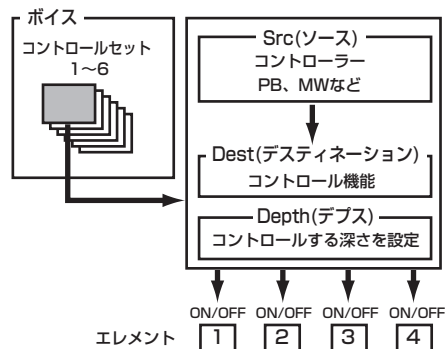 ボイス
コントロールセット
1～6
Src(ソース)
コントローラー
PB、MWなど
Dest(デスティネーション)
コントロール機能
Depth(デプス)
コントロールする深さを設定
ON/OFF ON/OFF ON/OFF ON/OFF
エレメント 1 2 3 4